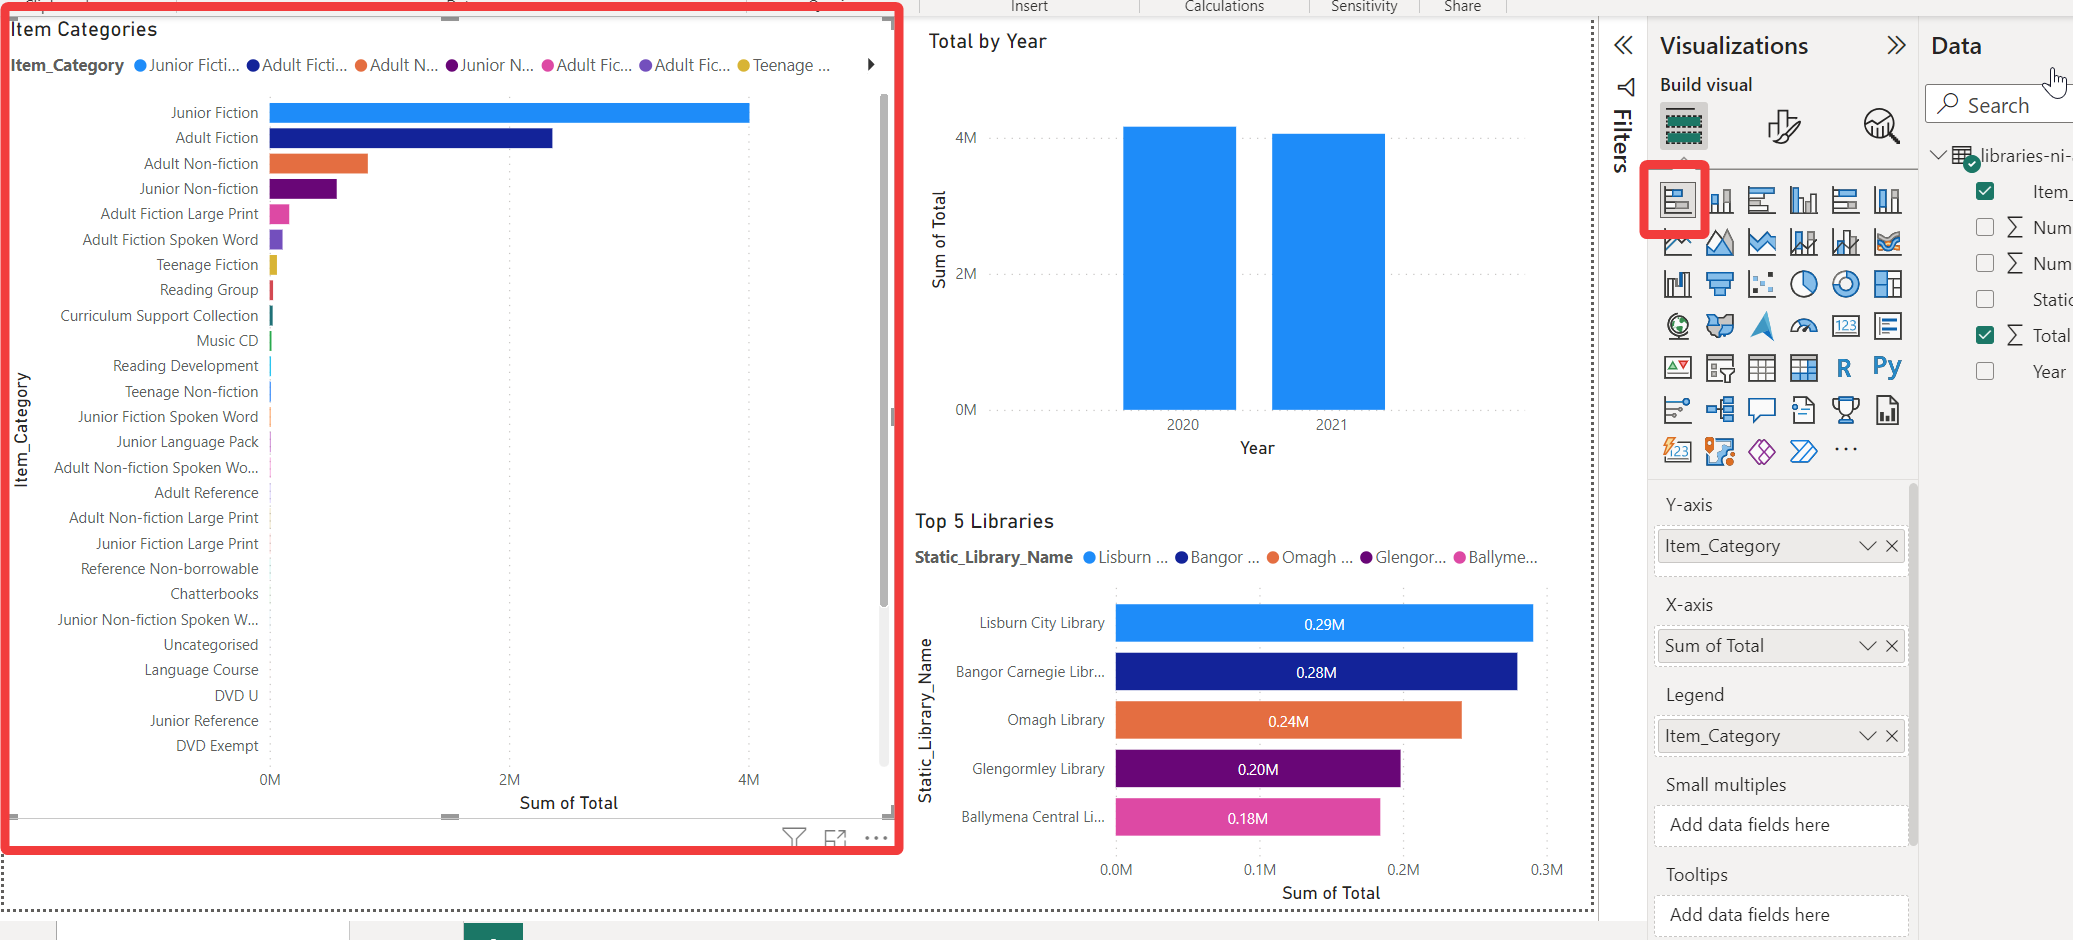 Insert
Calculations
Sensitivity
Share
Item Categories
Item_Category Junior Ficti... Adult Ficti... Adult N... Junior N... Adult Fic... Adult Fic... Teenage ...
Junior Fiction
Adult Fiction
Adult Non-fiction
Junior Non-fiction
Adult Fiction Large Print
Adult Fiction Spoken Word
Teenage Fiction
Reading Group
Curriculum Support Collection
Music CD
Reading Development
Teenage Non-fiction
Junior Fiction Spoken Word
Junior Language Pack
Adult Non-fiction Spoken Wo...
Adult Reference
Adult Non-fiction Large Print
Junior Fiction Large Print
Reference Non-borrowable
Chatterbooks
Junior Non-fiction Spoken W...
Uncategorised
Language Course
DVD U
Junior Reference
DVD Exempt
Item_Category
0M 2M 4M
Sum of Total
Total by Year
4M
2M
0M
Sum of Total
2020 2021
Year
Top 5 Libraries
Static_Library_Name Lisburn ... Bangor ... Omagh ... Glengor... Ballyme...
Lisburn City Library 0.29M
Bangor Carnegie Libr... 0.28M
Omagh Library 0.24M
Glengormley Library 0.20M
Ballymena Central Li... 0.18M
Static_Library_Name
0.0M 0.1M 0.2M 0.3M
Sum of Total
Filters
Visualizations
Build visual
123
R
Py
123
Y-axis
Item_Category
X-axis
Sum of Total
Legend
Item_Category
Small multiples
Add data fields here
Tooltips
Add data fields here
Data
Search
libraries-ni-
Item_
Num
Num
Static
Total
Year